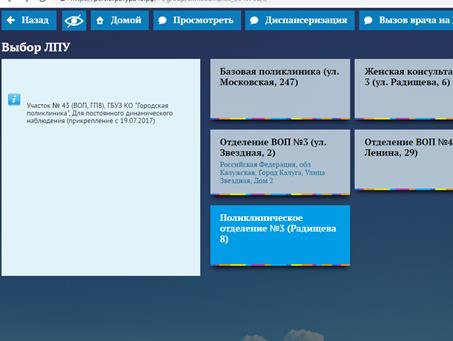 Назад
Домой
Просмотреть
Диспансеризация
Вызов врача на
Выбор ЛПУ
Участок № 43 (ВОП, ГП8), ГБУЗ КО "Городская
поликлиника", Для постоянного динамического
наблюдения (прикрепление с 19.07.2017)
Базовая поликлиника (ул.
Московская, 247)
Женская консульта
3 (ул. Радищева, 6)
Отделение ВОП №3 (ул.
Звездная, 2)
Российская Федерация, обл
Калужская, Город Калуга, Улица
Звездная, Дом 2
Отделение ВОП №4
Ленина, 29)
Поликлиническое
отделение №3 (Радищева
8)